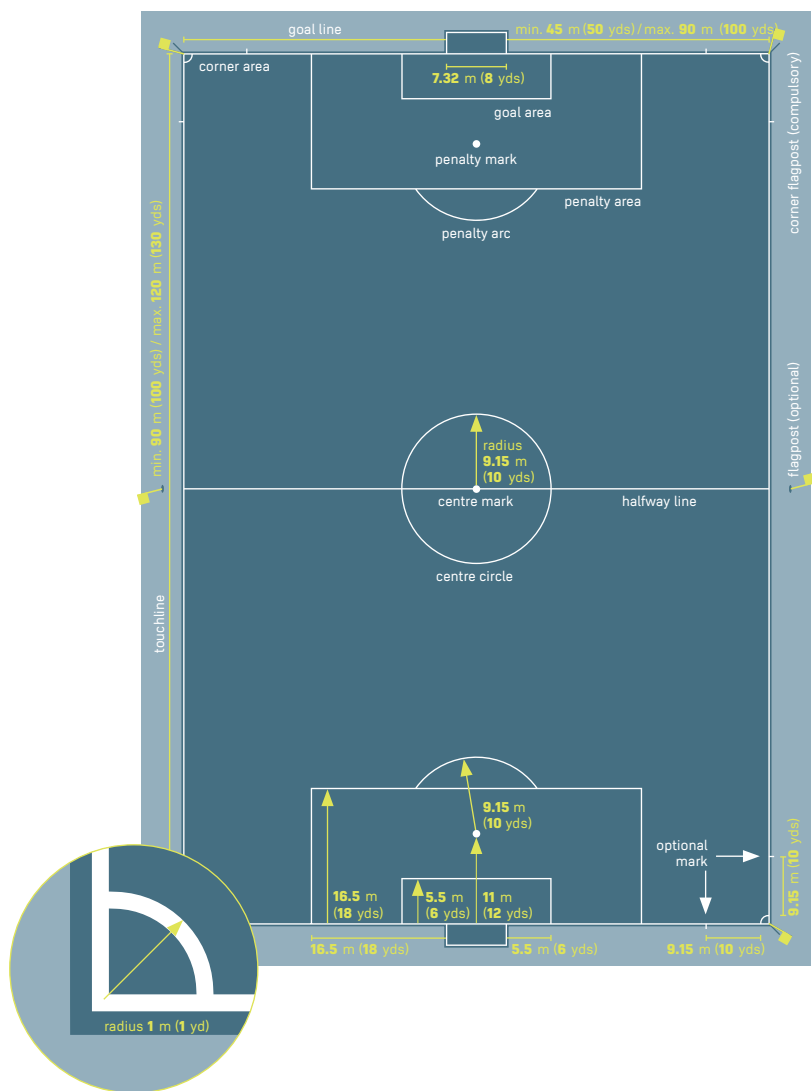 goal line
min. 45 m (50 yds)/max. 90 m (100 yds)
corner area
7.32 m (8 yds)
goal area
corner flagpost (compulsory)
penalty mark
penalty area
penalty arc
min. 90 m (100 yds) / max. 120 m (130 yds)
flagpost (optional)
radius
9.15 m
(10 yds)
centre mark
halfway line
centre circle
touchline
9.15 m
(10 yds)
optional
mark
9.15 m (10 yds)
16.5 m
(18 yds)
5.5 m
(6 yds)
11 m
(12 yds)
16.5 m (18 yds)
5.5 m (6 yds)
9.15 m (10 yds)
radius 1 m (1 yd)